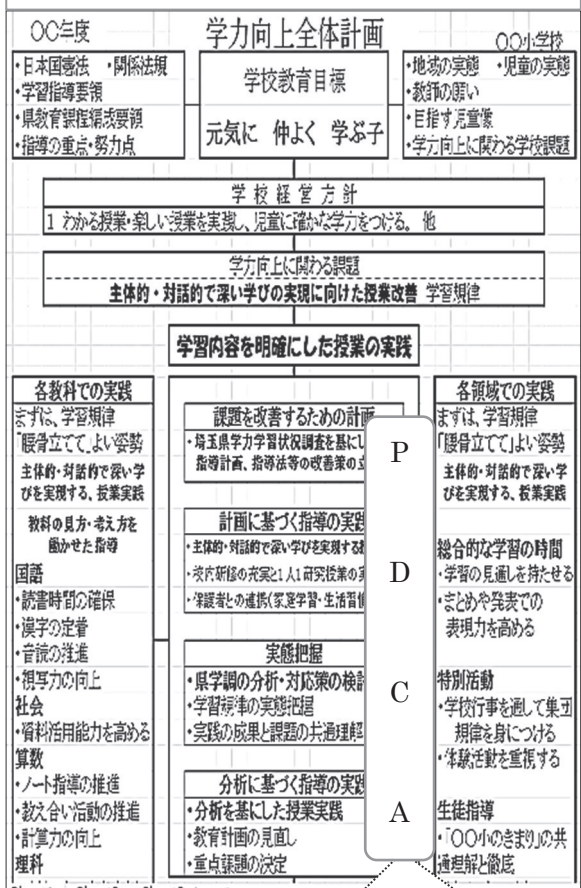 〇〇年度
学力向上全体計画
〇〇小学校
・日本国憲法 ・関係法規
・学習指導要領
・県教育課程編成要領
・指導の重点・努力点
学校教育目標
元気に 仲よく 学ぶ子
・地域の実態 ・児童の実態
・教師の願い
・目指す児童像
・学力向上に関わる学校課題
学校経営方針
1 わかる授業・楽しい授業を実践し、児童に確かな学力をつける。 他
学力向上に関わる課題
主体的・対話的で深い学びの実現に向けた授業改善 学習規律
学習内容を明確にした授業の実践
各教科での実践
まずは、学習規律
「腰骨立てて」よい姿勢
主体的・対話的で深い学
びを実現する、授業実践
教科の見方・考え方を
働かせた指導
国語
・読書時間の確保
・漢字の定着
・音読の推進
・視写力の向上
社会
・資料活用能力を高める
算数
・ノート指導の推進
・教え合い活動の推進
・計算力の向上
理科
課題を改善するための計画
・埼玉県学力学習状況調査を基にし
指導計画、指導法等の改善策の立
計画に基づく指導の実践
・主体的・対話的で深い学びを実現する
・校内研修の充実と1人1研究授業の
・保護者との連携(家庭学習・生活習慣
実態把握
・県学調の分析・対応策の検討
・学習規律の実態把握
・実践の成果と課題の共通理解
分析に基づく指導の実践
・分析を基にした授業実践
・教育計画の見直し
・重点課題の決定
P
D
C
A
各領域での実践
まずは、学習規律
「腰骨立てて」よい姿勢
主体的・対話的で深い学
びを実現する、授業実践
総合的な学習の時間
・学習の見通しを持たせる
・まとめや発表での
表現力を高める
特別活動
・学校行事を通して集団
規律を身につける
・体験活動を重視する
生徒指導
・「〇〇小のきまり」の共
通理解と徹底